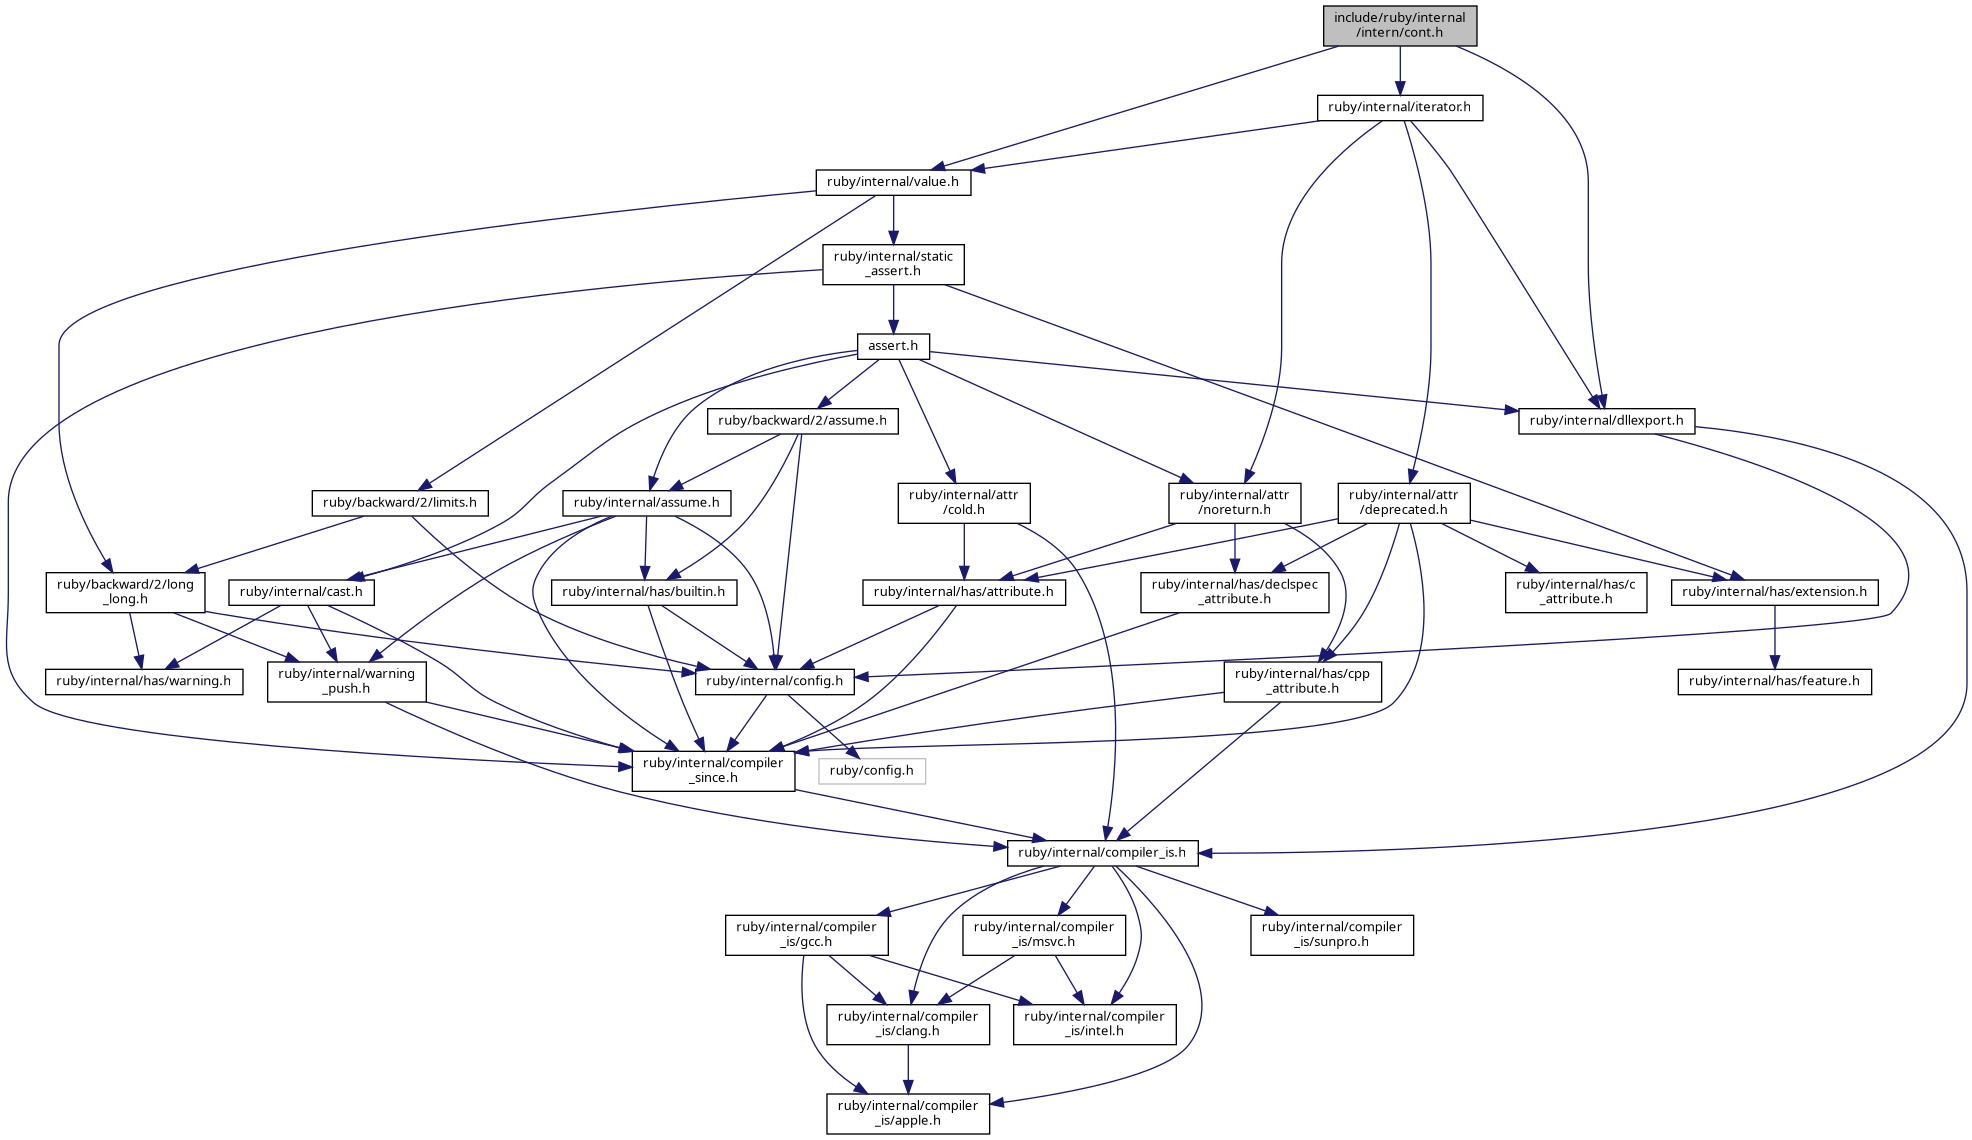 include/ruby/internal
/intern/cont.h
ruby/internal/iterator.h
ruby/internal/value.h
ruby/internal/static
_assert.h
assert.h
ruby/backward/2/assume.h
ruby/internal/dllexport.h
ruby/backward/2/limits.h
ruby/internal/assume.h
ruby/internal/attr
/cold.h
ruby/internal/attr
/noreturn.h
ruby/internal/attr
/deprecated.h
ruby/backward/2/long
_long.h
ruby/internal/cast.h
ruby/internal/has/builtin.h
ruby/internal/has/attribute.h
ruby/internal/has/declspec
_attribute.h
ruby/internal/has/c
_attribute.h
ruby/internal/has/extension.h
ruby/internal/has/warning.h
ruby/internal/warning
_push.h
ruby/internal/config.h
ruby/internal/has/cpp
_attribute.h
ruby/internal/has/feature.h
ruby/internal/compiler
_since.h
ruby/config.h
ruby/internal/compiler_is.h
ruby/internal/compiler
_is/gcc.h
ruby/internal/compiler
_is/msvc.h
ruby/internal/compiler
_is/sunpro.h
ruby/internal/compiler
_is/clang.h
ruby/internal/compiler
_is/intel.h
ruby/internal/compiler
_is/apple.h